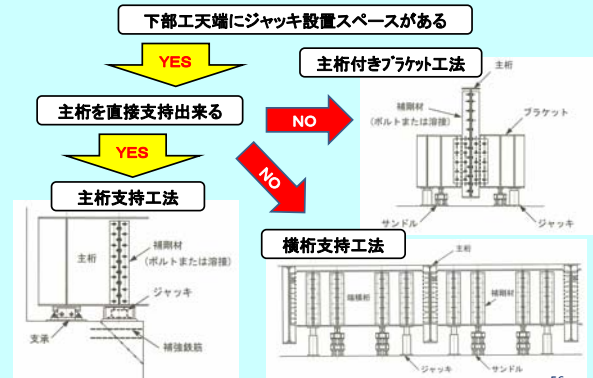 下部工天端にジャッキ設置スペースがある
YES
主桁付きブラケット工法
主桁
補剛材
(ボルトまたは溶接)
ブラケット
サンドル
ジャッキ
主桁を直接支持出来る
NO
YES
NO
主桁支持工法
主桁
補剛材
(ボルトまたは溶接)
ジャッキ
支承
補強鉄筋
横桁支持工法
主桁
端横桁
補剛材
ジャッキ
サンドル